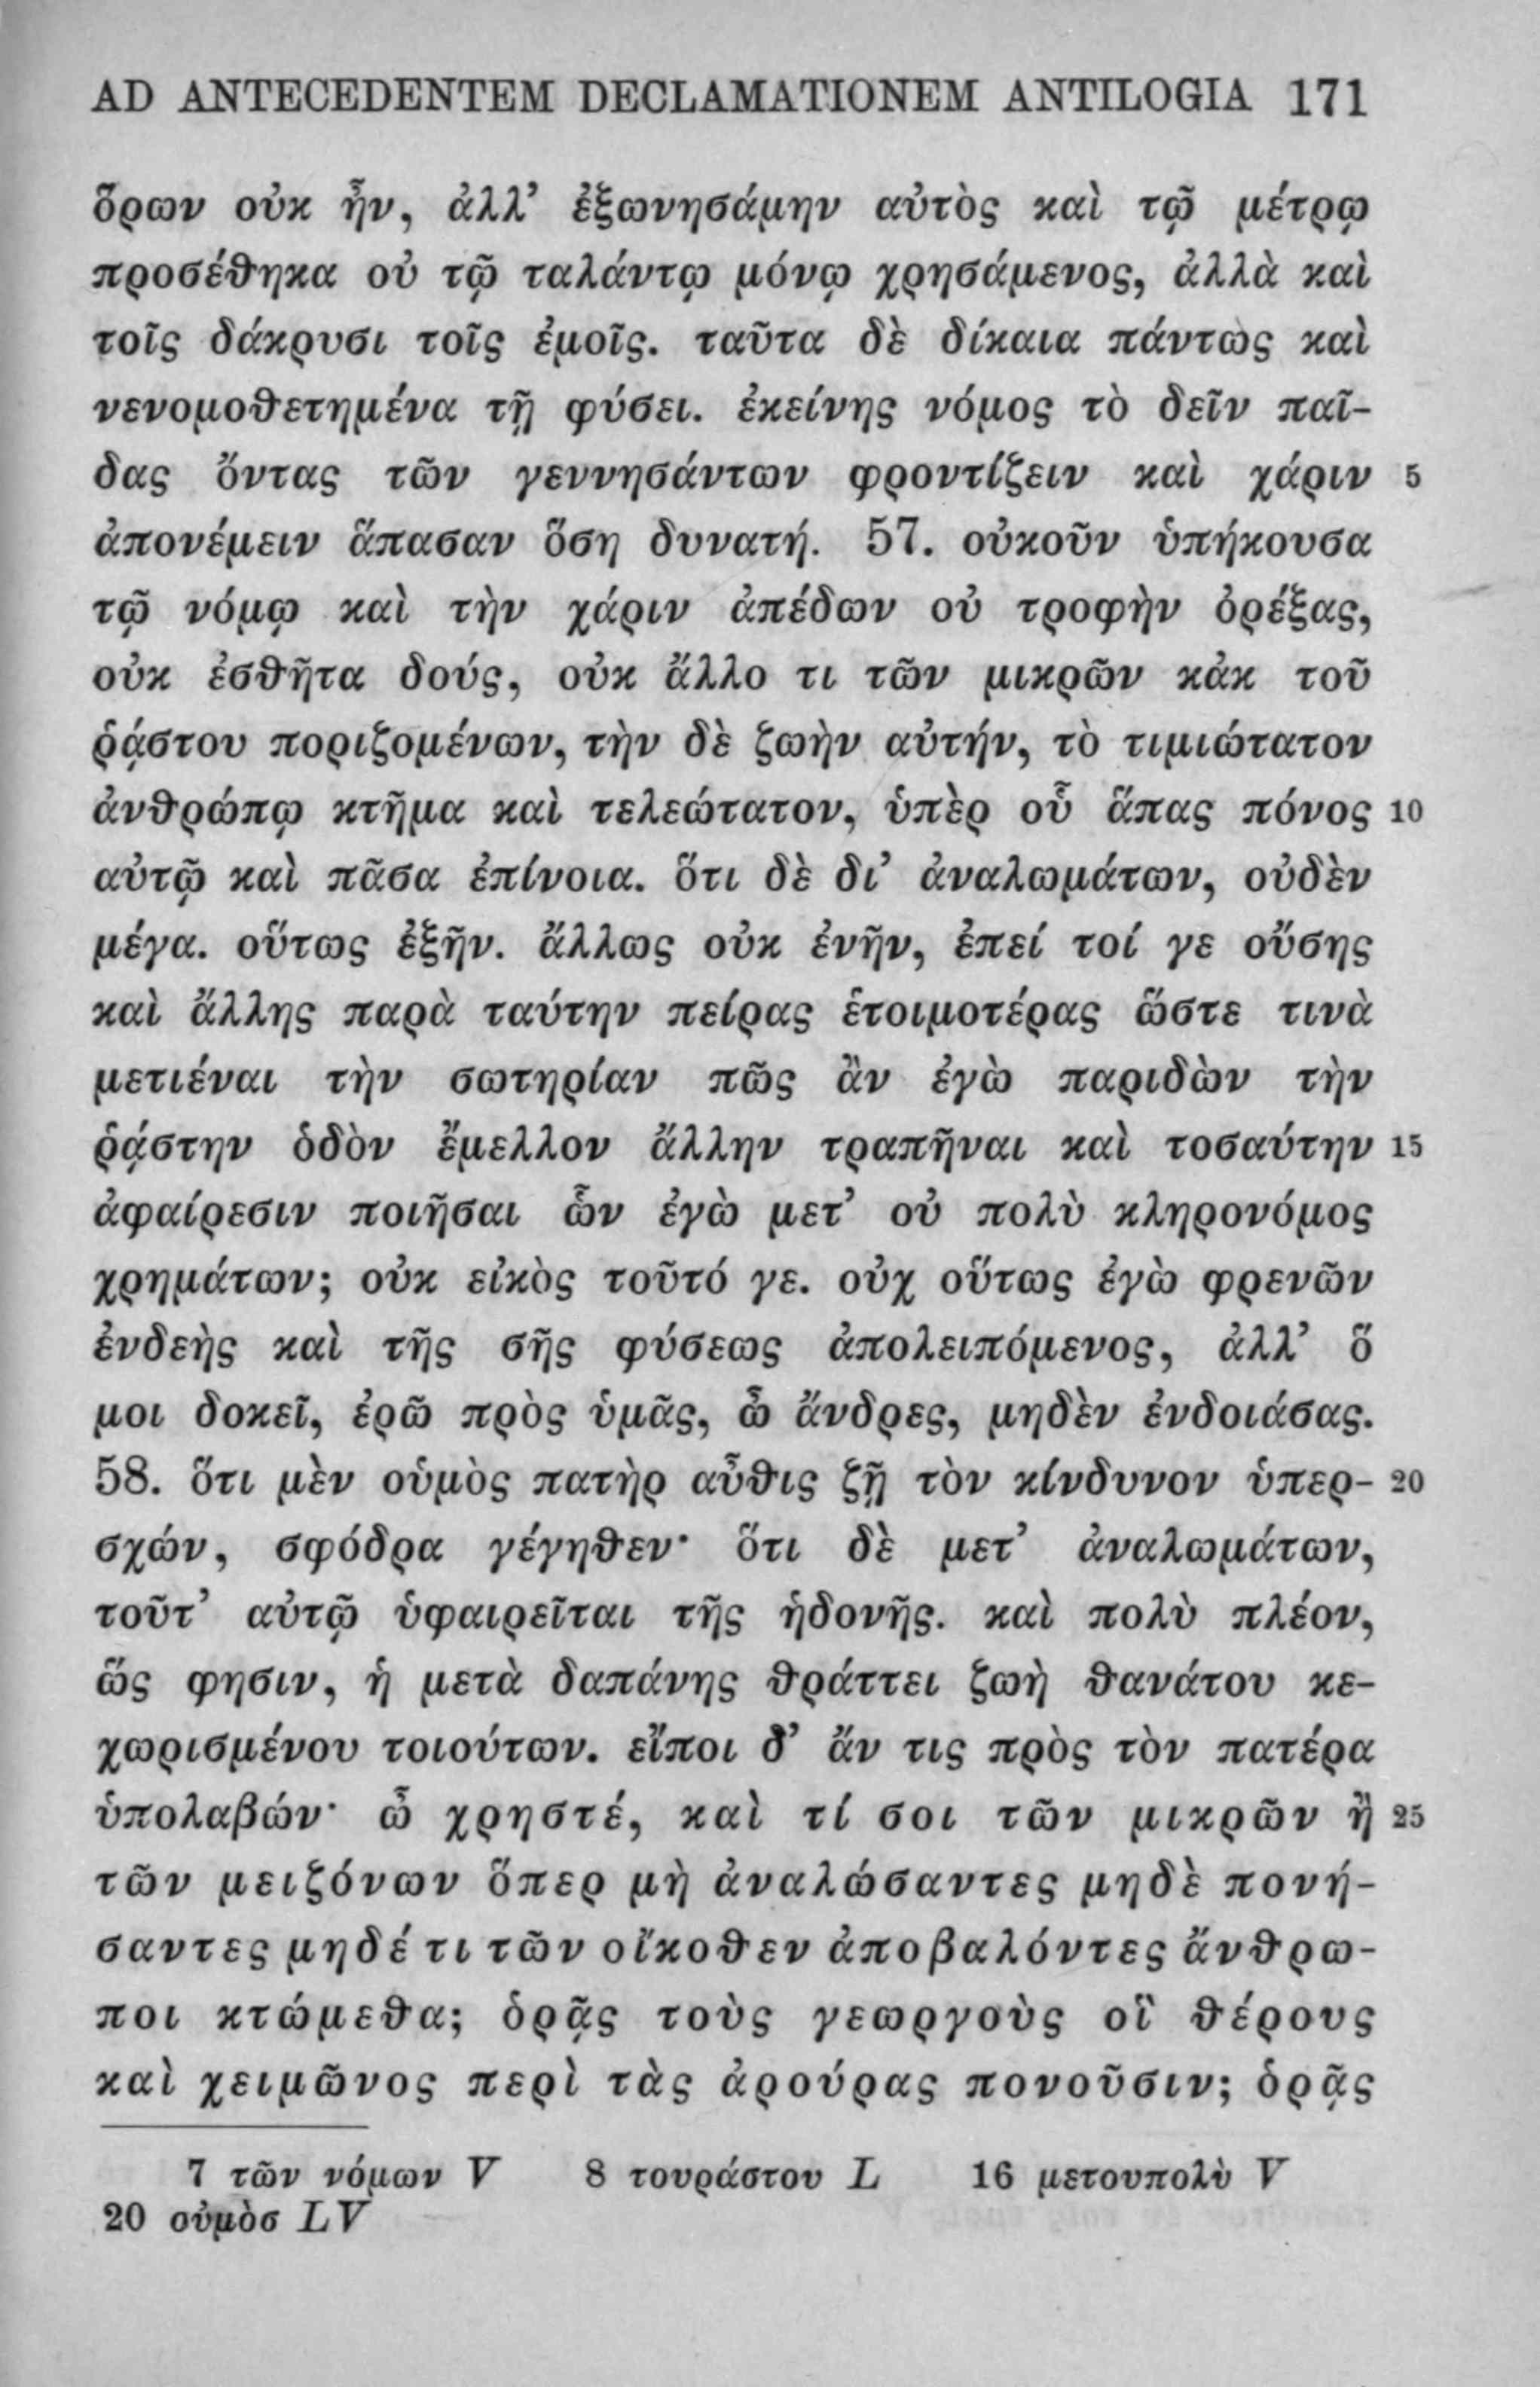 AD ANTECEDENTEM DECLAMATIONEM ANTILOGIA 171
ὅρων οὐκ ἦν, ἀλλ’ ἐξωνησάμην αὐτὸς καὶ τῷ μέτρῳ
προσέθηκα οὐ τῷ ταλάντῳ μόνῳ χρησάμενος, ἀλλὰ καὶ
τοῖς δάκρυσι τοῖς ἐμοῖς. ταῦτα δὲ δίκαια πάντως καὶ
νενομοθετημένα τῇ φύσει. ἐκείνης νόμος τὸ δεῖν παῖ-
δας ὄντας τῶν γεννησάντων φροντίζειν καὶ χάριν 5
ἀπονέμειν ἅπασαν ὅση δυνατή. 57. οὐκοῦν ὑπήκουσα
τῷ νόμῳ καὶ τὴν χάριν ἀπέδων οὐ τροφὴν ὀρέξας,
οὐκ ἐσθῆτα δούς, οὐκ ἄλλο τι τῶν μικρῶν κἀκ τοῦ
ῥᾴστου ποριζομένων, τὴν δὲ ζωὴν αὐτήν, τὸ τιμιώτατον
ἀνθρώπῳ κτῆμα καὶ τελεώτατον, ὑπὲρ οὗ ἅπας πόνος 10
αὐτῷ καὶ πᾶσα ἐπίνοια. ὅτι δὲ δι’ ἀναλωμάτων, οὐδὲν
μέγα. οὕτως ἐξῆν. ἄλλως οὐκ ἐνῆν, ἐπεί τοί γε οὔσης
καὶ ἄλλης παρὰ ταύτην πείρας ἑτοιμοτέρας ὥστε τινὰ
μετιέναι τὴν σωτηρίαν πῶς ἂν ἐγὼ παριδὼν τὴν
ῥᾴστην ὁδὸν ἔμελλον ἄλλην τραπῆναι καὶ τοσαύτην 15
ἀφαίρεσιν ποιῆσαι ὧν ἐγὼ μετ’ οὐ πολὺ κληρονόμος
χρημάτων; οὐκ εἰκὸς τοῦτό γε. οὐχ οὕτως ἐγὼ φρενῶν
ἐνδεὴς καὶ τῆς σῆς φύσεως ἀπολειπόμενος, ἀλλ’ ὅ
μοι δοκεῖ, ἐρῶ πρὸς ὑμᾶς, ὦ ἄνδρες, μηδὲν ἐνδοιάσας.
58. ὅτι μὲν οὑμὸς πατὴρ αὖθις ζῇ τὸν κίνδυνον ὑπερ- 20
σχών, σφόδρα γέγηθεν· ὅτι δὲ μετ’ ἀναλωμάτων,
τοῦτ’ αὐτῷ ὑφαιρεῖται τῆς ἡδονῆς. καὶ πολὺ πλέον,
ὥς φησιν, ἡ μετὰ δαπάνης θράττει ζωὴ θανάτου κε-
χωρισμένου τοιούτων. εἴποι δ’ ἄν τις πρὸς τὸν πατέρα
ὑπολαβών· ὦ χρηστέ, καὶ τί σοι τῶν μικρῶν ἢ 25
τῶν μειζόνων ὅπερ μὴ ἀναλώσαντες μηδὲ πονή-
σαντες μηδέ τι τῶν οἴκοθεν ἀποβαλόντες ἄνθρω-
ποι κτώμεθα; ὁρᾷς τοὺς γεωργοὺς οἳ θέρους
καὶ χειμῶνος περὶ τὰς ἀρούρας πονοῦσιν; ὁρᾷς
7 τῶν νόμων V 8 τουράστου L 16 μετουπολὺ V
20 οὐμὸσ LV